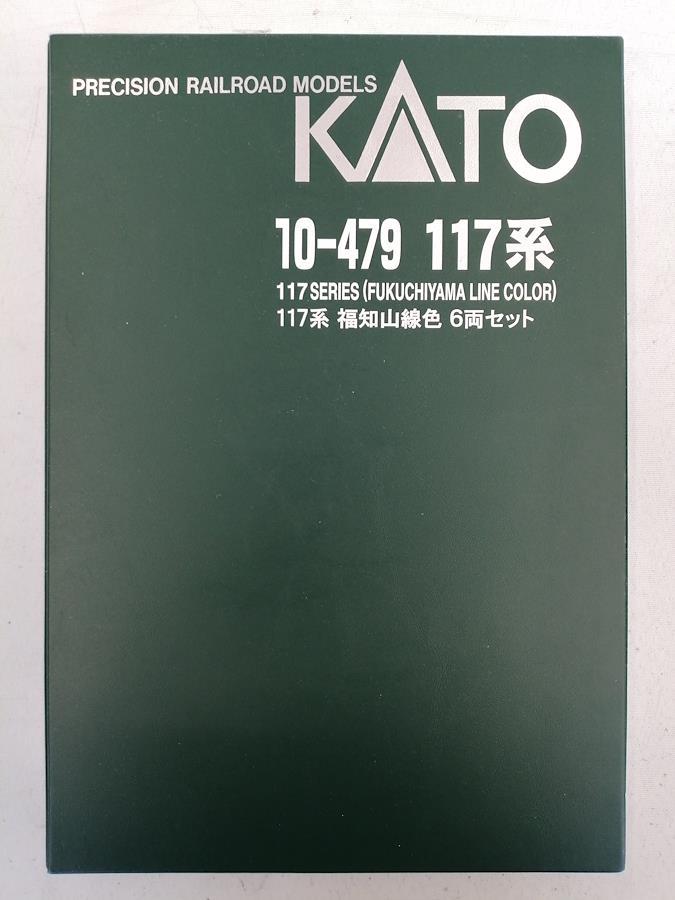 PRECISION RAILROAD MODELS
KATO
10-479 117系
117 SERIES (FUKUCHIYAMA LINE COLOR)
117系 福知山線色 6両セット